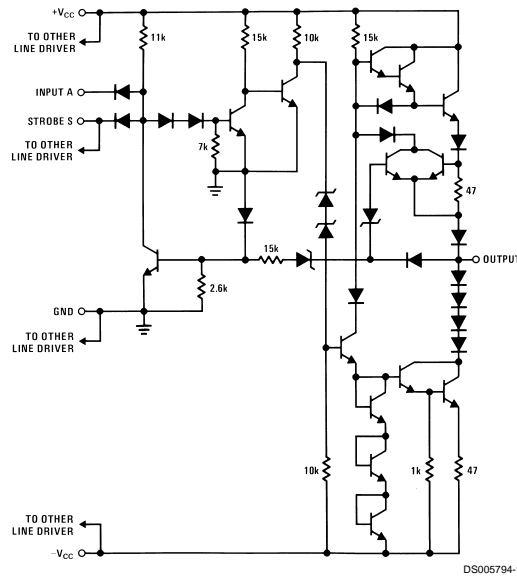 +VCC
11k
15k
10k
15k
TO OTHER
LINE DRIVER
INPUT A
STROBE S
TO OTHER
LINE DRIVER
7k
47
15k
OUTPUT
2.6k
GND
TO OTHER
LINE DRIVER
10k
1k
47
TO OTHER
LINE DRIVER
−VCC
DS005794-